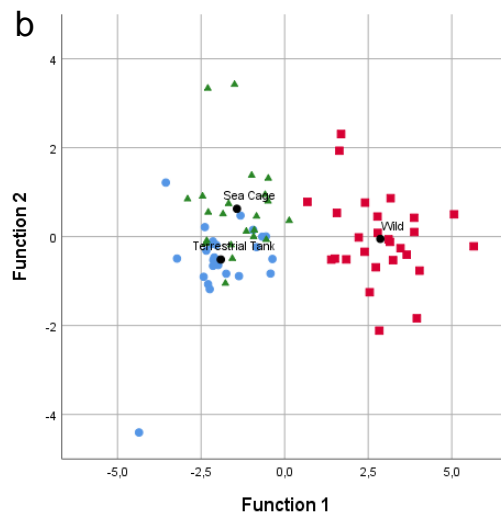 b
4
2
0
-2
-4
Function 2
Sea Cage
Wild
Terrestrial Tank
-5,0 -2,5 0,0 2,5 5,0
Function 1